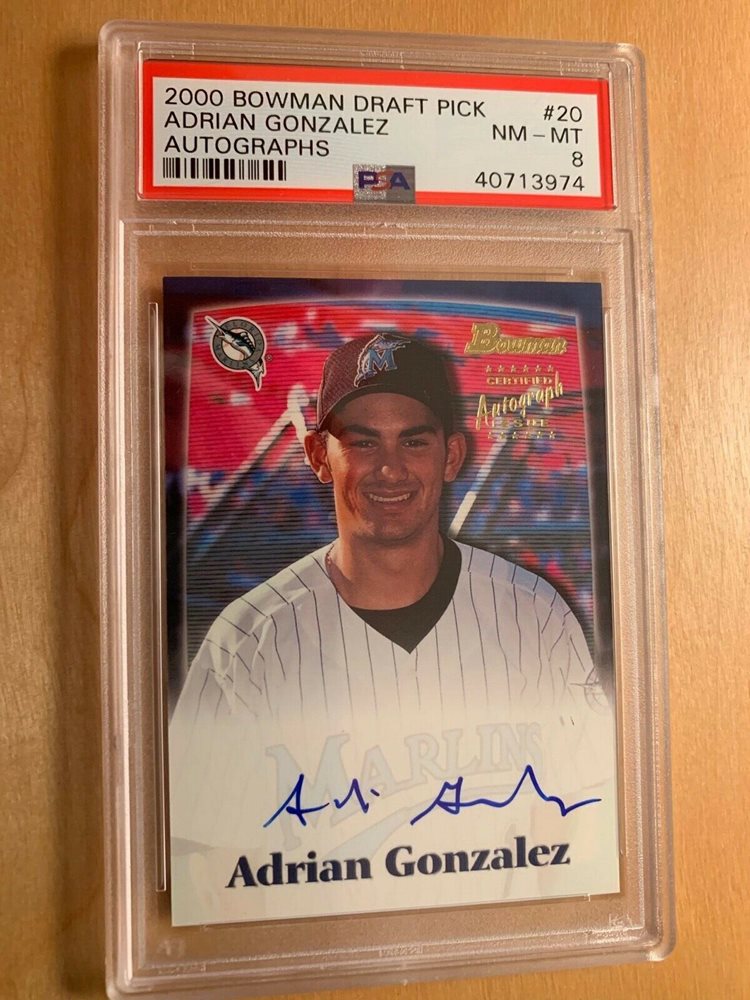 2000 BOWMAN DRAFT PICK #20
ADRIAN GONZALEZ NM - MT
AUTOGRAPHS 8
PSA 40713974
M
Bowman
CERTIFIED
Autograph
ISSUE
MARLINS
Adrian Gonzalez